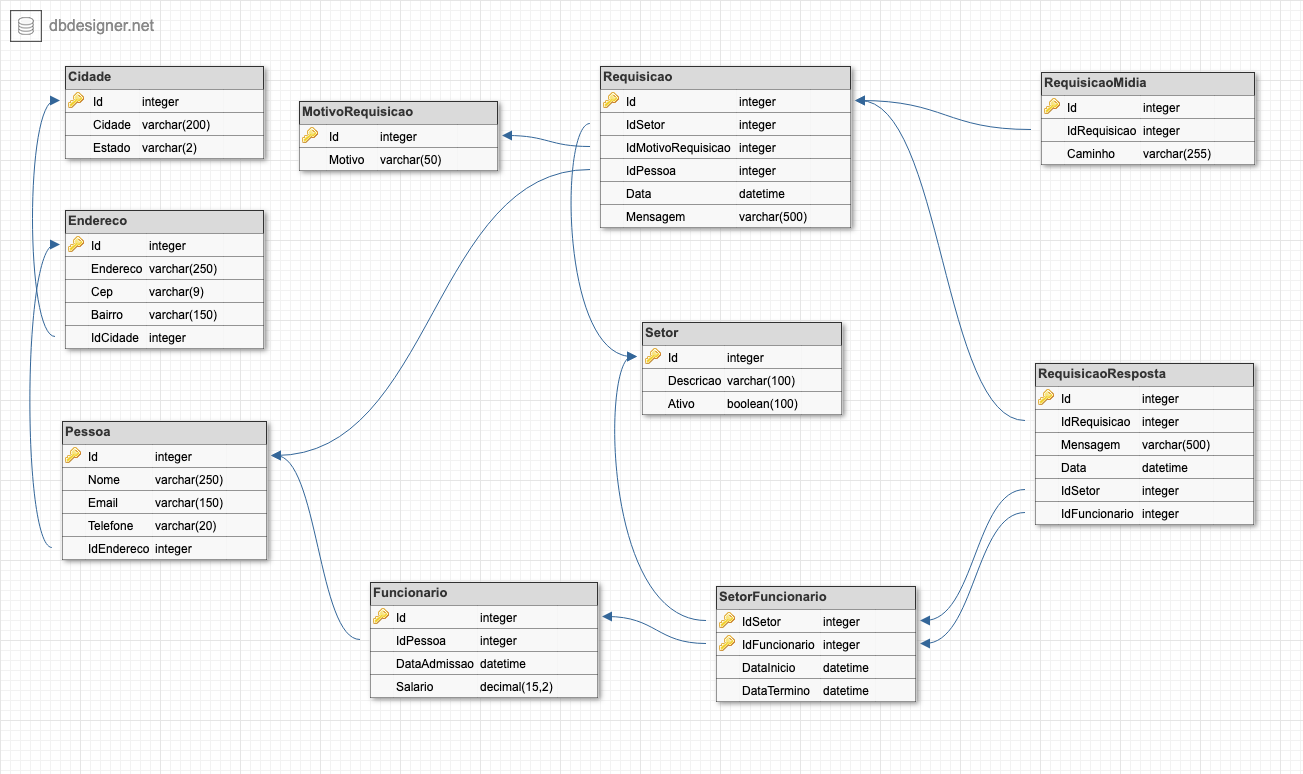 dbdesigner.net
Cidade
Id integer
Cidade varchar(200)
Estado varchar(2)
MotivoRequisicao
Id integer
Motivo varchar(50)
Requisicao
Id integer
IdSetor integer
IdMotivoRequisicao integer
IdPessoa integer
Data datetime
Mensagem varchar(500)
RequisicaoMidia
Id integer
IdRequisicao integer
Caminho varchar(255)
Endereco
Id integer
Endereco varchar(250)
Cep varchar(9)
Bairro varchar(150)
IdCidade integer
Setor
Id integer
Descricao varchar(100)
Ativo boolean(100)
RequisicaoResposta
Id integer
IdRequisicao integer
Mensagem varchar(500)
Data datetime
IdSetor integer
IdFuncionario integer
Pessoa
Id integer
Nome varchar(250)
Email varchar(150)
Telefone varchar(20)
IdEndereco integer
Funcionario
Id integer
IdPessoa integer
DataAdmissao datetime
Salario decimal(15,2)
SetorFuncionario
IdSetor integer
IdFuncionario integer
DataInicio datetime
DataTermino datetime